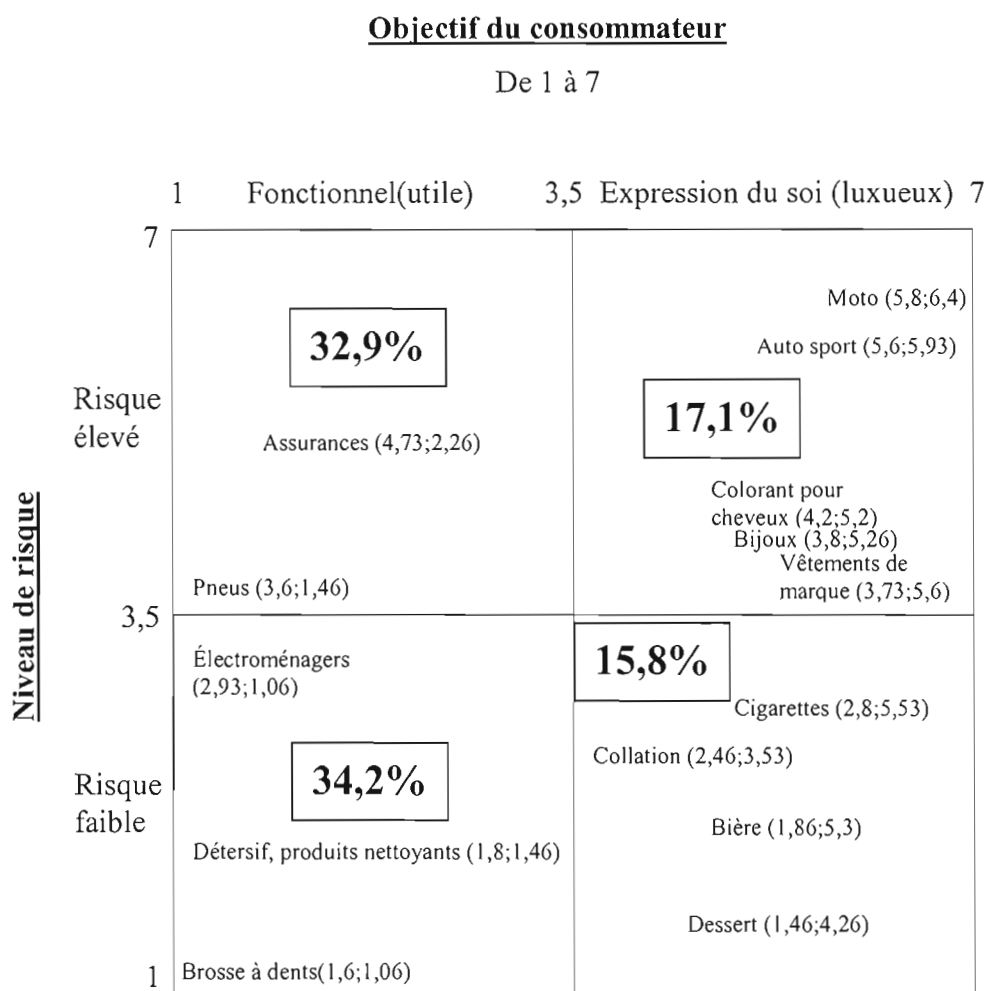 Objectif du consommateur
De 1 à 7
1 Fonctionnel(utile) 3,5 Expression du soi (luxueux) 7
7
Moto (5,8;6,4)
32,9%
Auto sport (5,6;5,93)
Risque
élevé
17,1%
Assurances (4,73;2,26)
Colorant pour
cheveux (4,2;5,2)
Bijoux (3,8;5,26)
Vêtements de
marque (3,73;5,6)
Pneus (3,6;1,46)
Niveau de risque
3,5
Électroménagers
(2,93;1,06)
15,8%
Cigarettes (2,8;5,53)
Collation (2,46;3,53)
Risque
faible
34,2%
Bière (1,86;5,3)
Détersif, produits nettoyants (1,8;1,46)
Dessert (1,46;4,26)
1
Brosse à dents(1,6;1,06)